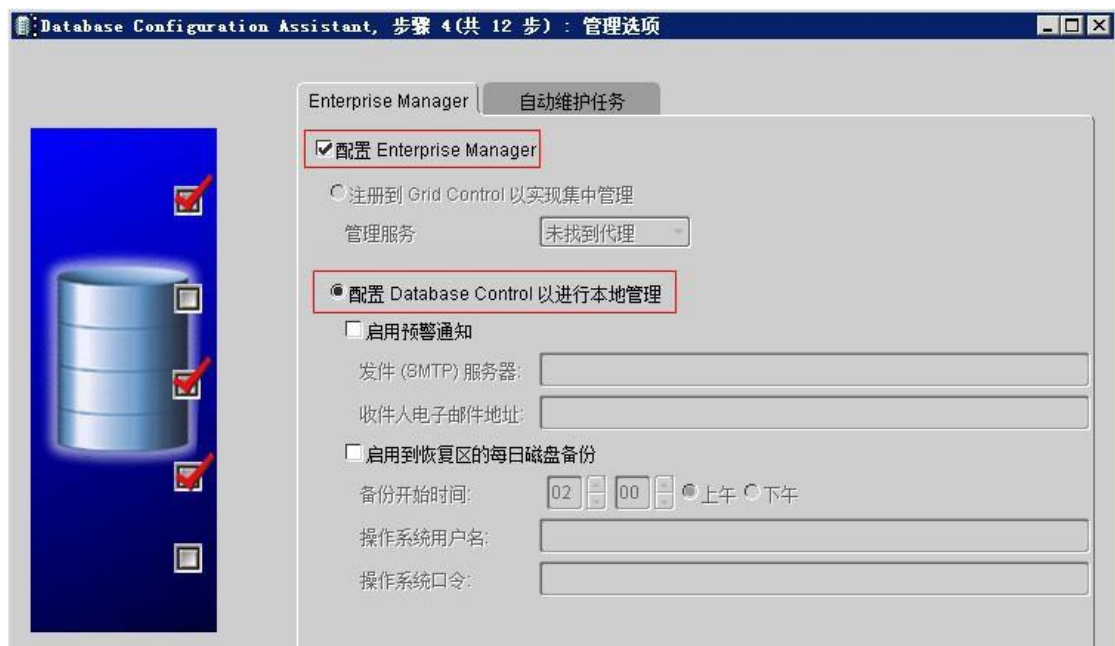 Database Configuration Assistant, 步骤 4(共 12 步) : 管理选项
Enterprise Manager 自动维护任务
配置 Enterprise Manager
注册到 Grid Control 以实现集中管理
管理服务 未找到代理
配置 Database Control 以进行本地管理
启用预警通知
发件 (SMTP) 服务器:
收件人电子邮件地址:
启用到恢复区的每日磁盘备份
备份开始时间: 02 00 上午 下午
操作系统用户名:
操作系统口令: